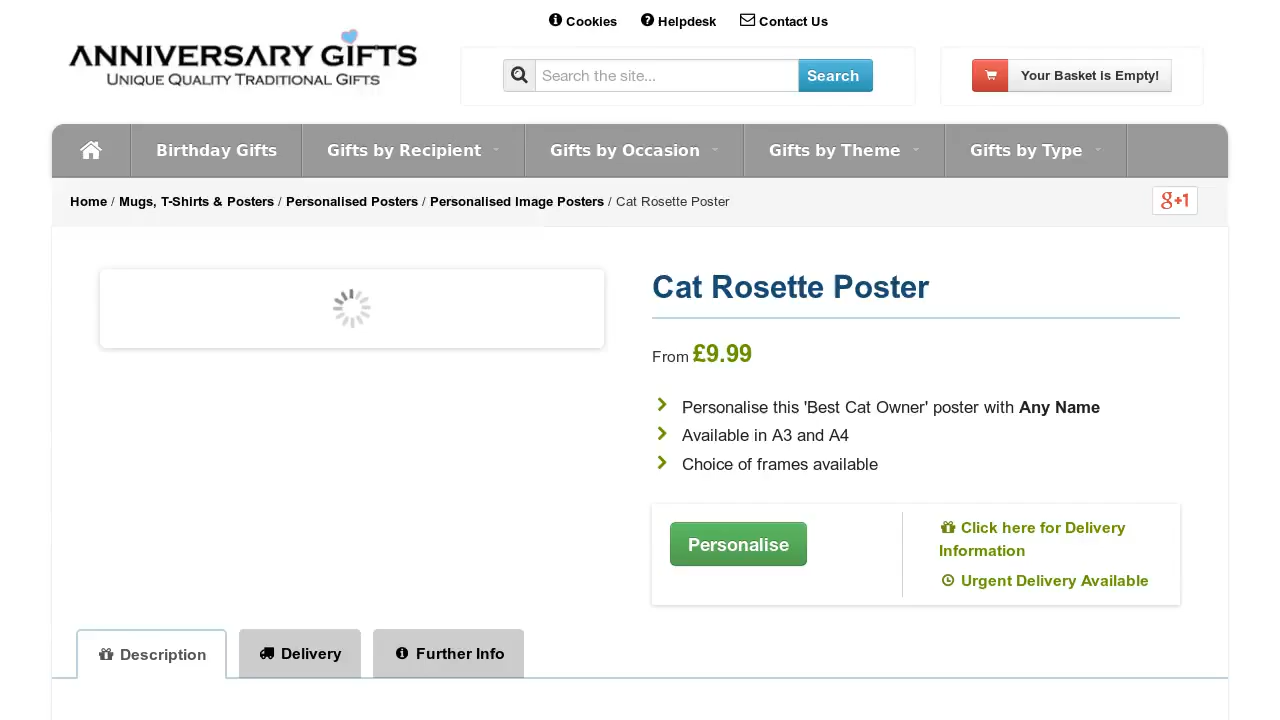 Cookies Helpdesk Contact Us
ANNIVERSARY GIFTS
UNIQUE QUALITY TRADITIONAL GIFTS
Search the site... Search
Your Basket is Empty!
Birthday Gifts Gifts by Recipient Gifts by Occasion Gifts by Theme Gifts by Type
Home / Mugs, T-Shirts & Posters / Personalised Posters / Personalised Image Posters / Cat Rosette Poster
g+1
Cat Rosette Poster
From £9.99
Personalise this 'Best Cat Owner' poster with Any Name
Available in A3 and A4
Choice of frames available
Personalise
Click here for Delivery
Information
Urgent Delivery Available
Description Delivery Further Info